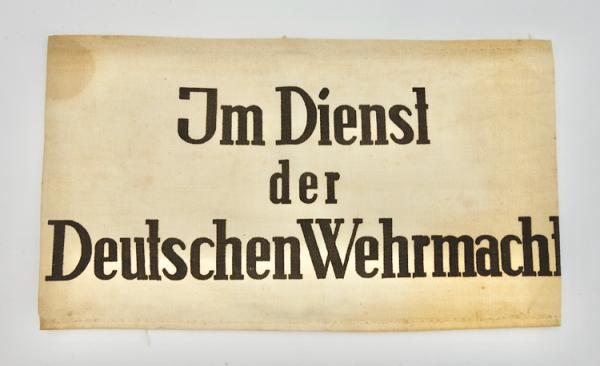 Im Dienst
der
Deutschen Wehrmacht